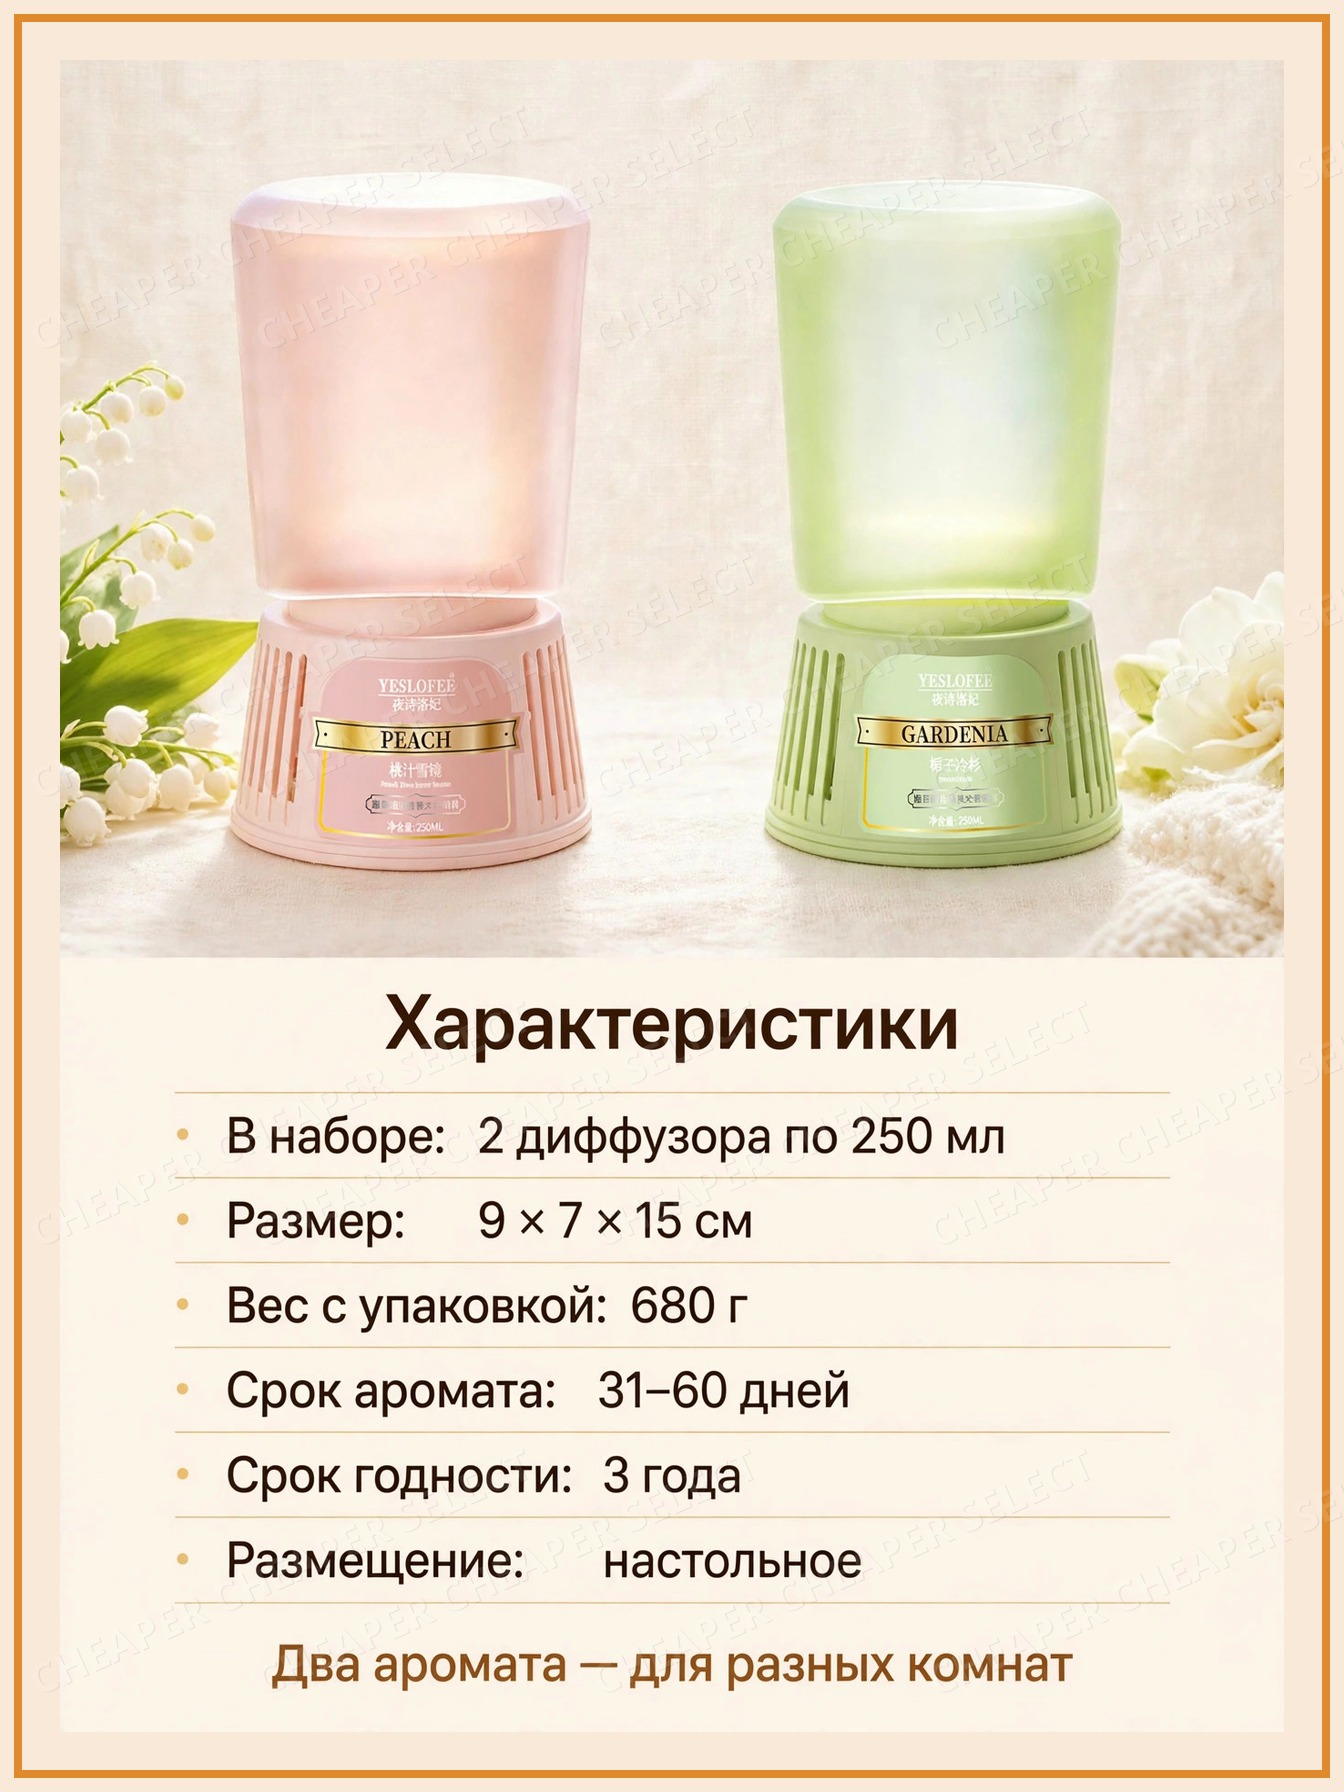 YESLOFEE
夜诗洛妃
PEACH
桃汁雪镜
净含量:250ML
YESLOFEE
夜诗洛妃
GARDENIA
栀子冷杉
净含量:250ML
Характеристики
• В наборе: 2 диффузора по 250 мл
• Размер: 9 × 7 × 15 см
• Вес с упаковкой: 680 г
• Срок аромата: 31–60 дней
• Срок годности: 3 года
• Размещение: настольное
Два аромата — для разных комнат
CHEAPER SELECT